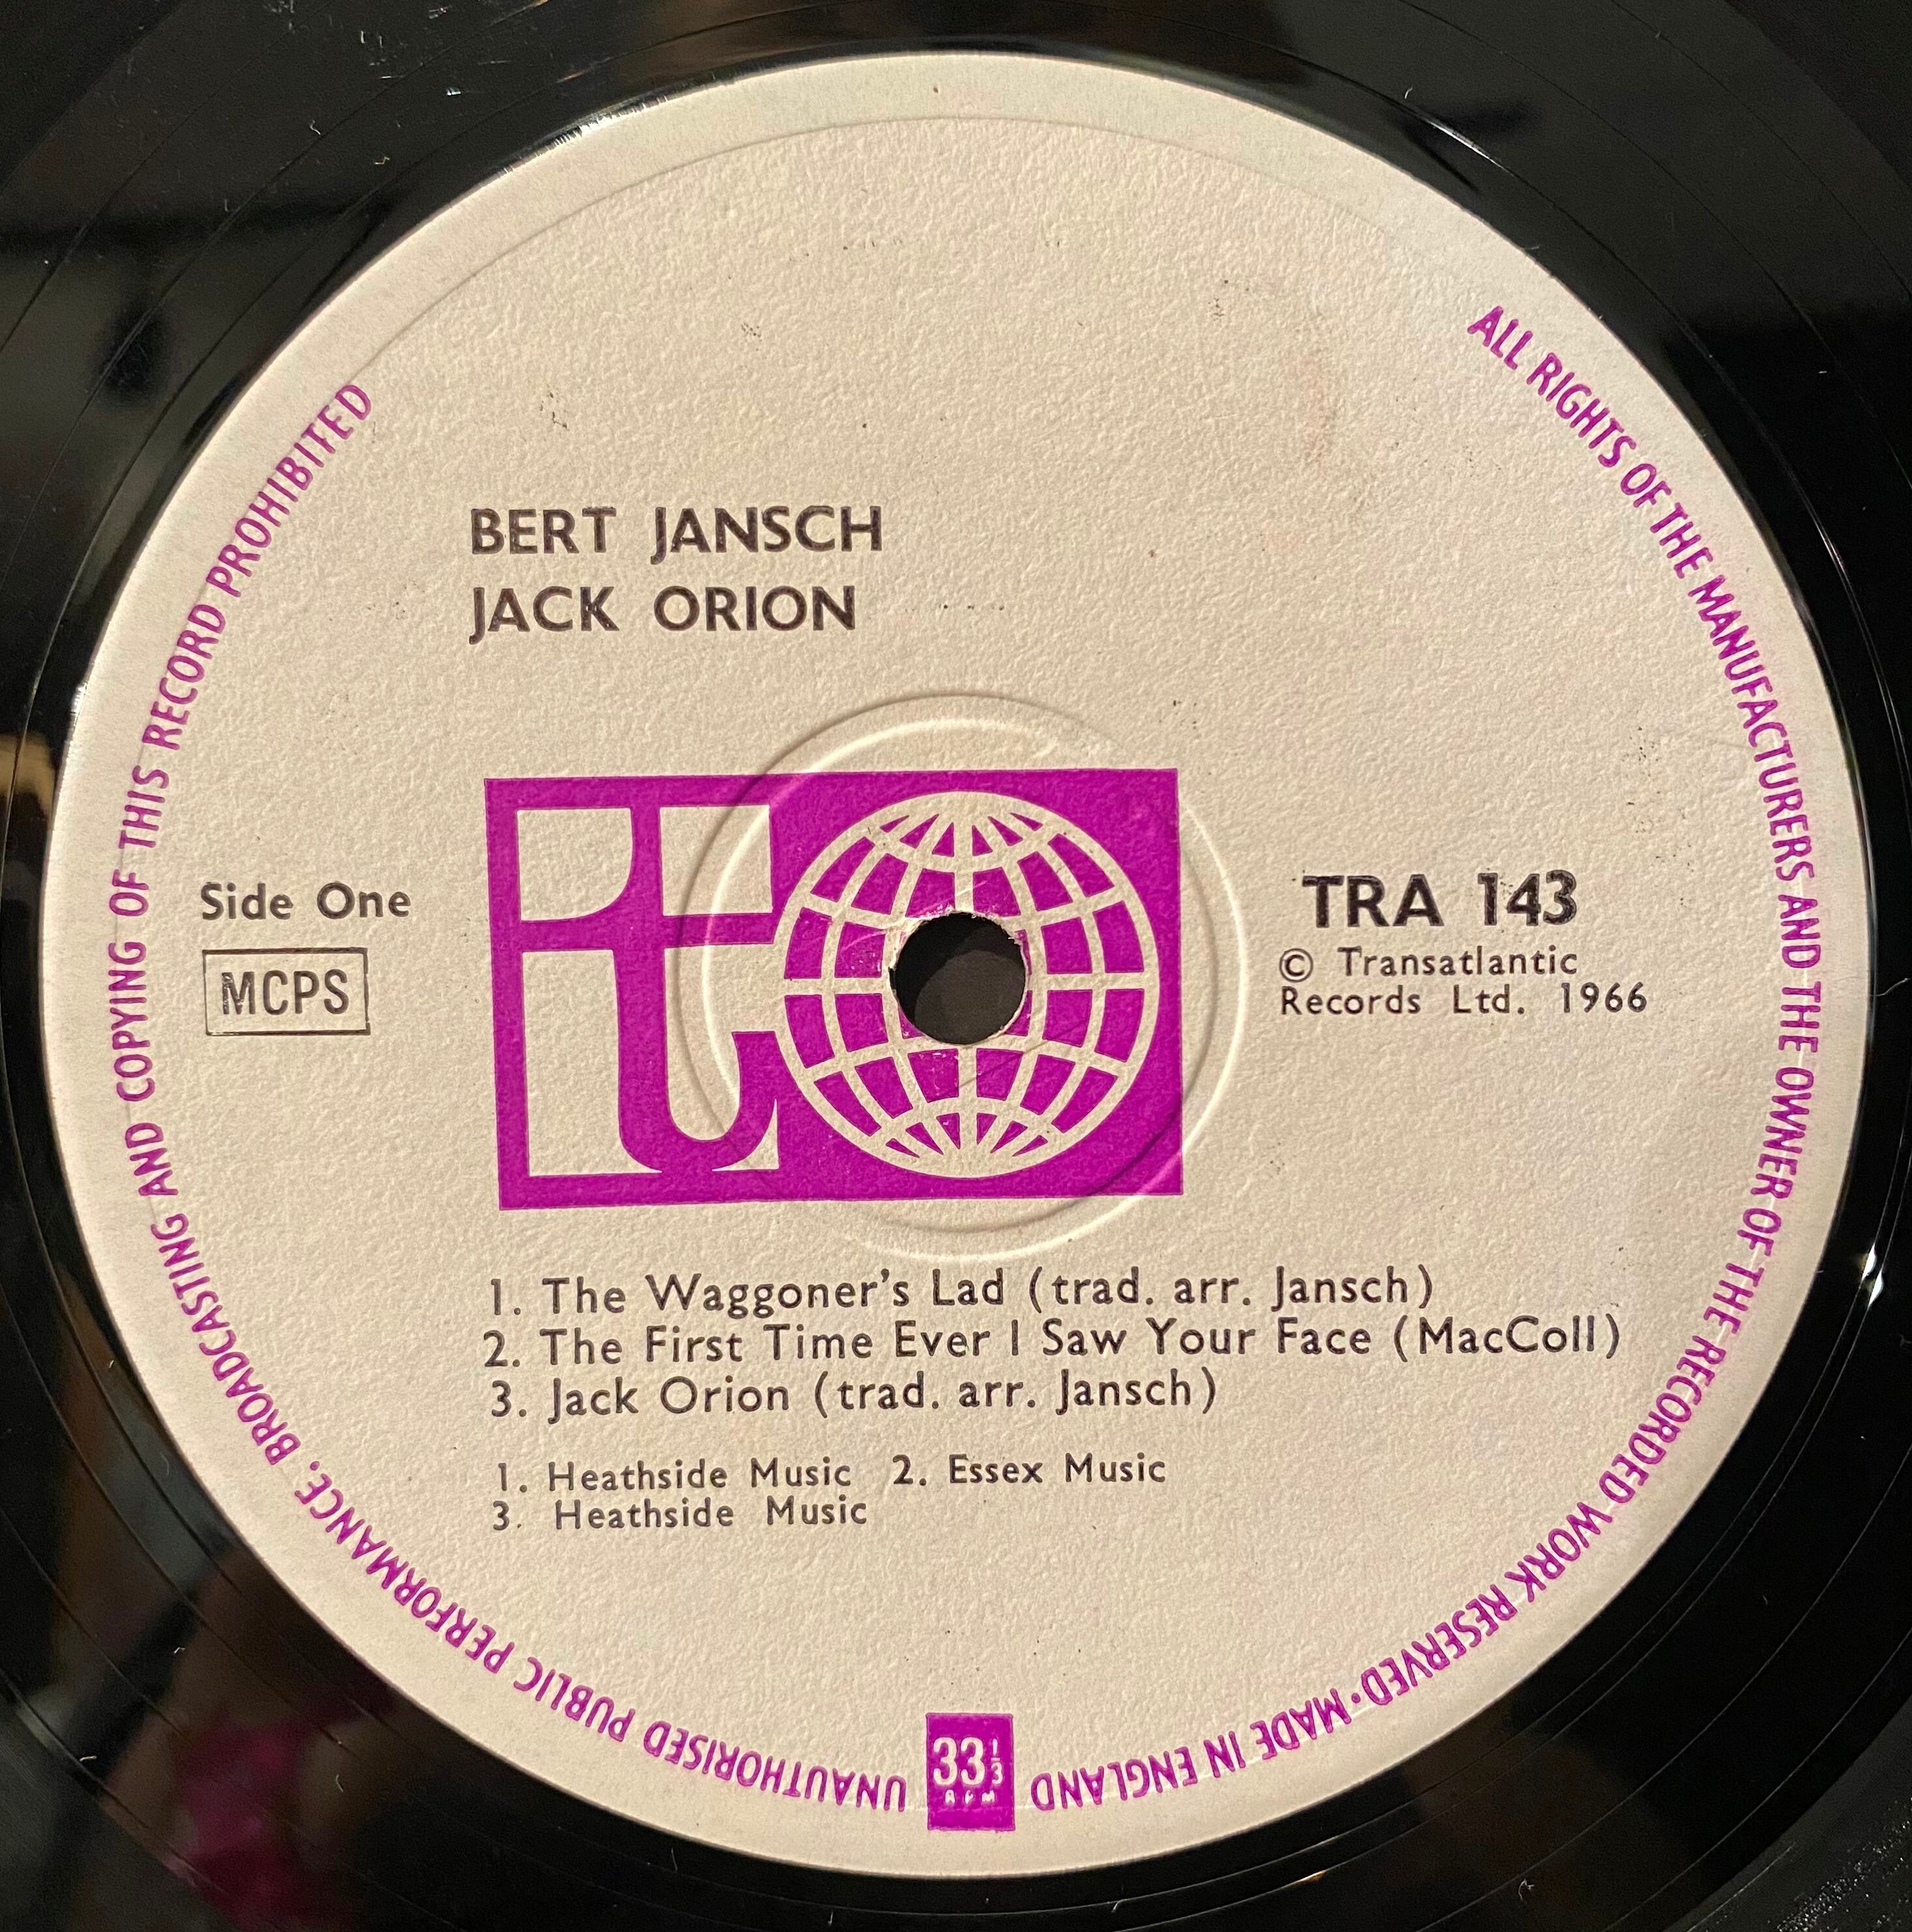 BERT JANSCH
JACK ORION
Side One
MCPS
t
TRA 143
© Transatlantic
Records Ltd. 1966
1. The Waggoner's Lad (trad. arr. Jansch)
2. The First Time Ever I Saw Your Face (MacColl)
3. Jack Orion (trad. arr. Jansch)
1. Heathside Music 2. Essex Music
3. Heathside Music
ALL RIGHTS OF THE MANUFACTURERS AND THE OWNER OF THE RECORDED WORK RESERVED·MADE IN ENGLAND
33 1/3
RPM
UNAUTHORISED PUBLIC PERFORMANCE, BROADCASTING AND COPYING OF THIS RECORD PROHIBITED